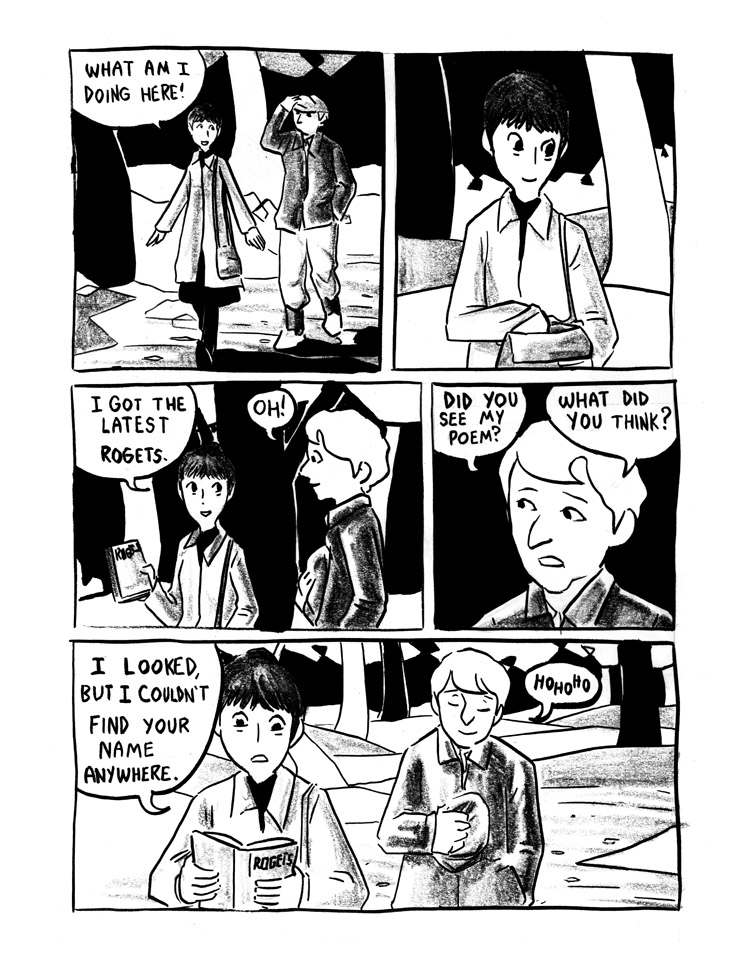 WHAT AM I
DOING HERE!
I GOT THE
LATEST
ROGETS.
OH!
ROGETS
DID YOU
SEE MY
POEM?
WHAT DID
YOU THINK?
I LOOKED,
BUT I COULDN'T
FIND YOUR
NAME
ANYWHERE.
HOHOHO
ROGETS